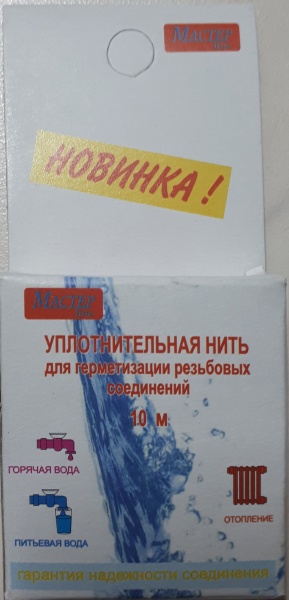 МАСТЕР
НОВИНКА!
МАСТЕР
УПЛОТНИТЕЛЬНАЯ НИТЬ
для герметизации резьбовых
соединений
10 м
ГОРЯЧАЯ ВОДА
ОТОПЛЕНИЕ
ПИТЬЕВАЯ ВОДА
гарантия надежности соединения